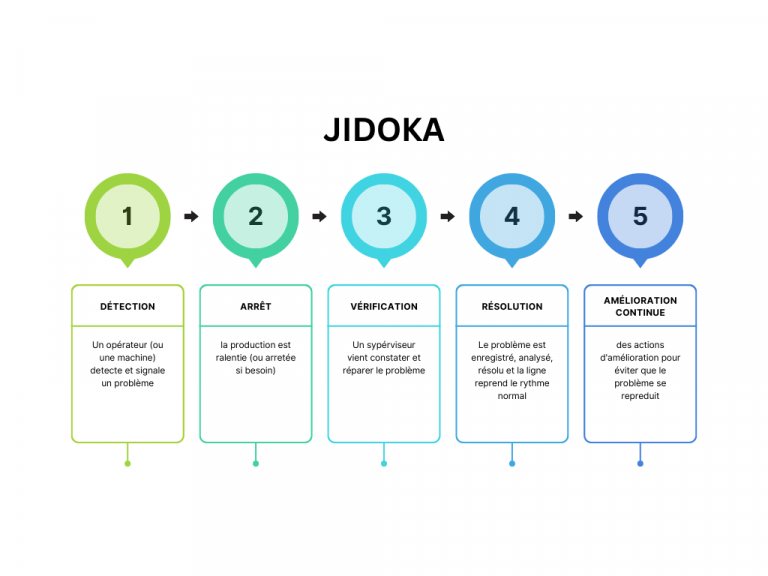 JIDOKA
1
2
3
4
5
DÉTECTION
Un opérateur (ou
une machine)
detecte et signale
un problème
ARRÊT
la production est
ralentie (ou arretée
si besoin)
VÉRIFICATION
Un sypérviseur
vient constater et
réparer le problème
RÉSOLUTION
Le problème est
enregistré, analysé,
résolu et la ligne
reprend le rythme
normal
AMÉLIORATION
CONTINUE
des actions
d'amélioration pour
éviter que le
problème se
repreduit